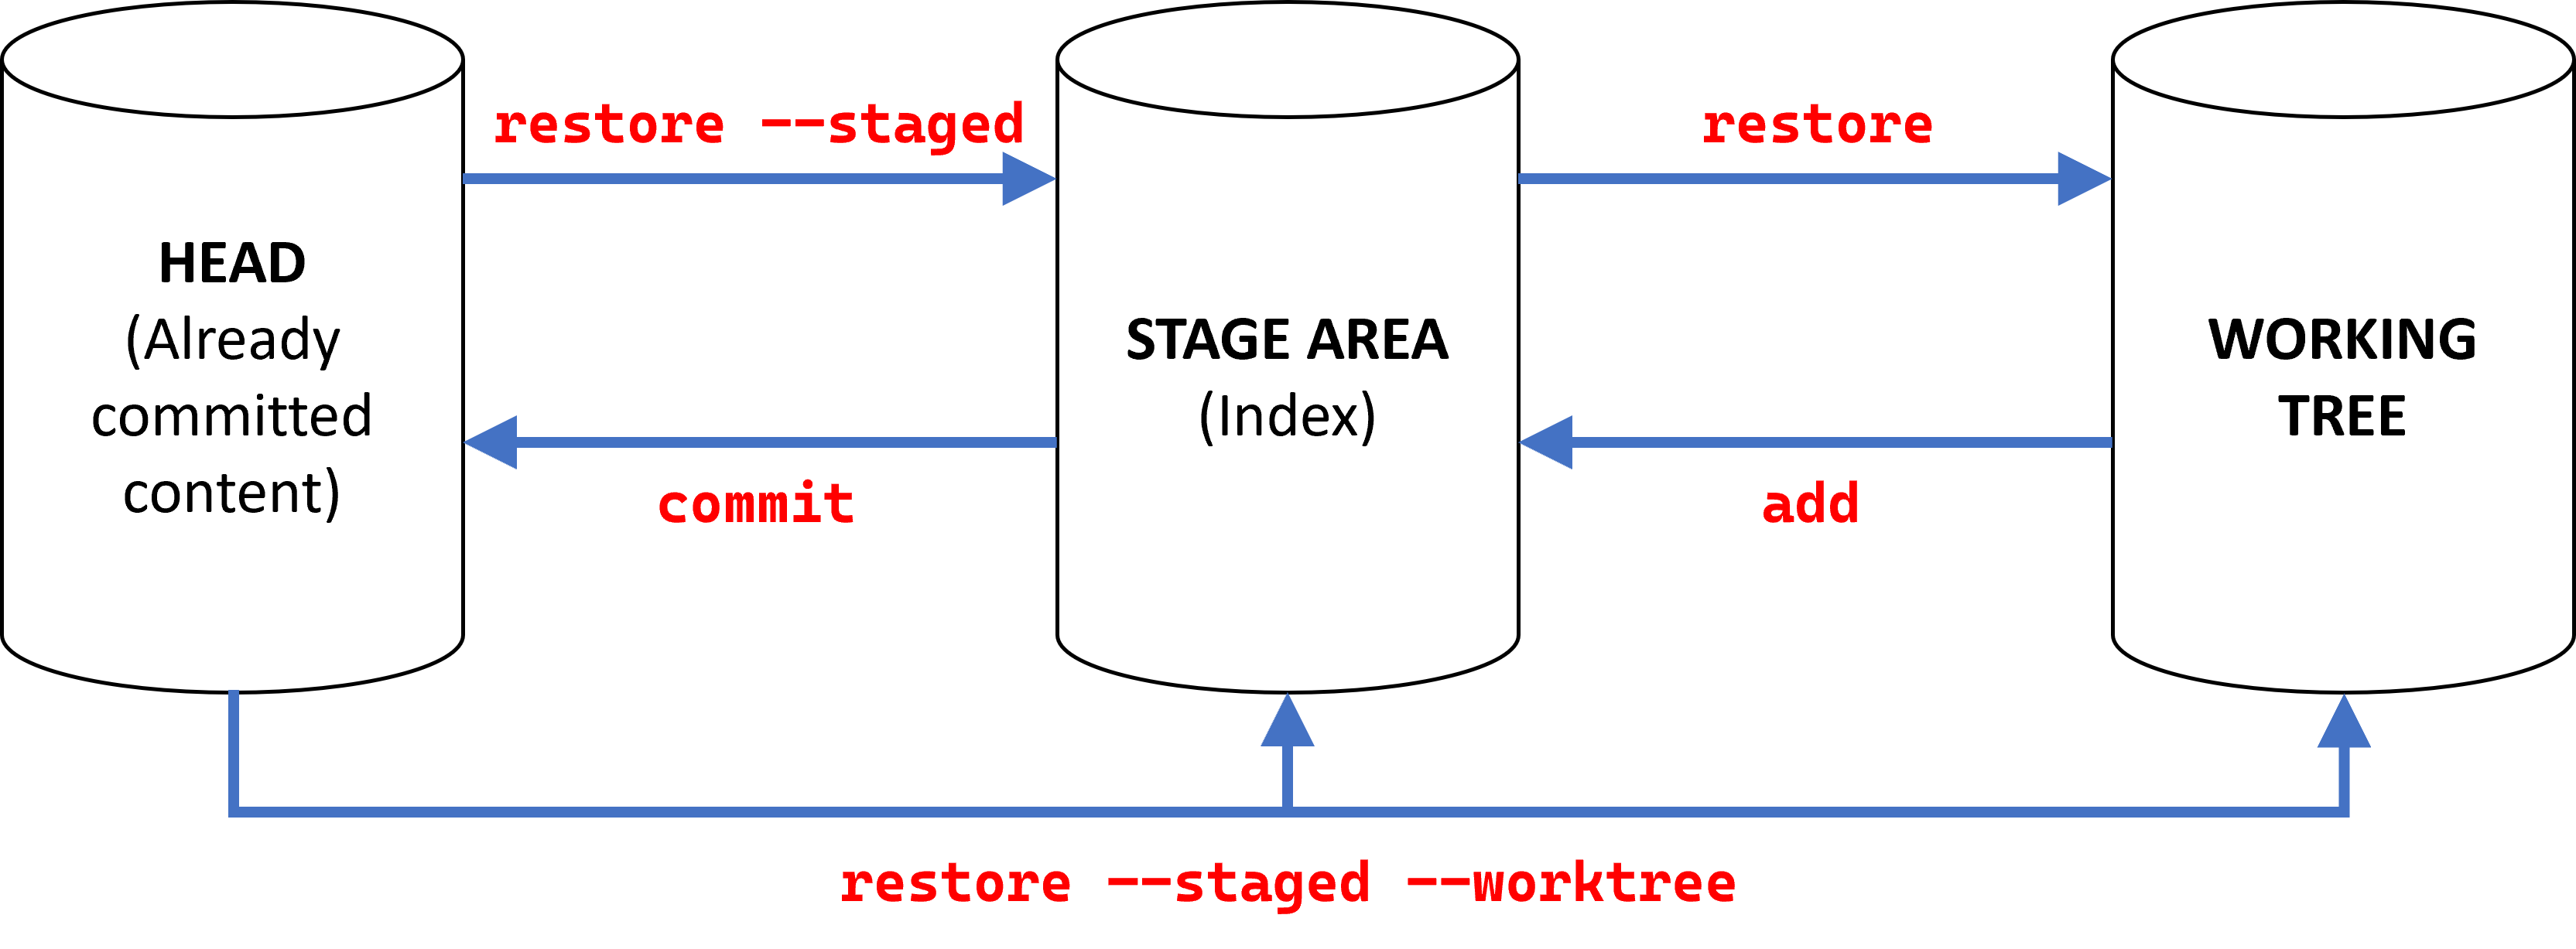 restore --staged
restore
HEAD
(Already
committed
content)
STAGE AREA
(Index)
WORKING
TREE
commit
add
restore --staged --worktree